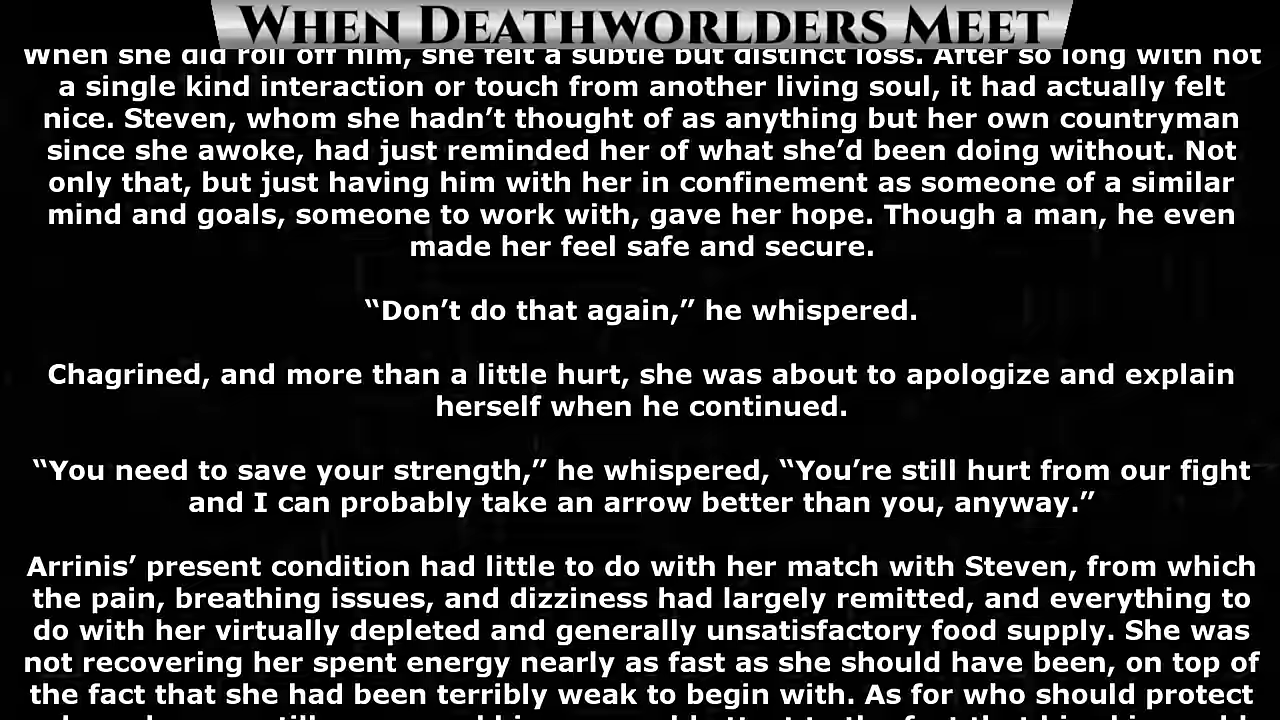 WHEN DEATHWORLDERS MEET
When she did roll off him, she felt a subtle but distinct loss. After so long with not
a single kind interaction or touch from another living soul, it had actually felt
nice. Steven, whom she hadn’t thought of as anything but her own countryman
since she awoke, had just reminded her of what she’d been doing without. Not
only that, but just having him with her in confinement as someone of a similar
mind and goals, someone to work with, gave her hope. Though a man, he even
made her feel safe and secure.
“Don’t do that again,” he whispered.
Chagrined, and more than a little hurt, she was about to apologize and explain
herself when he continued.
“You need to save your strength,” he whispered, “You’re still hurt from our fight
and I can probably take an arrow better than you, anyway.”
Arrinis’ present condition had little to do with her match with Steven, from which
the pain, breathing issues, and dizziness had largely remitted, and everything to
do with her virtually depleted and generally unsatisfactory food supply. She was
not recovering her spent energy nearly as fast as she should have been, on top of
the fact that she had been terribly weak to begin with. As for who should protect